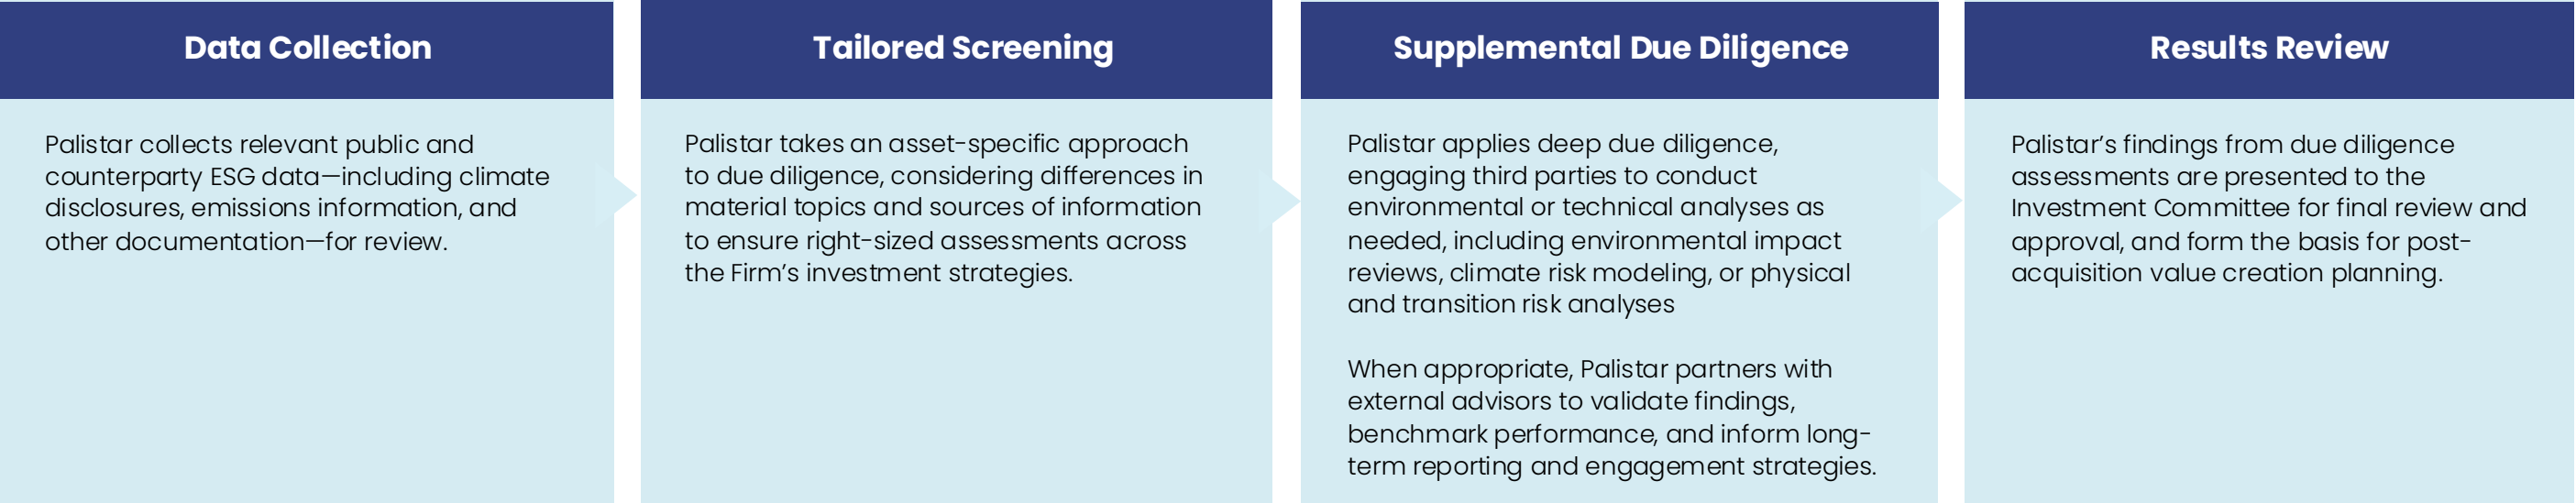 Data Collection
Palistar collects relevant public and
counterparty ESG data—including climate
disclosures, emissions information, and
other documentation—for review.
Tailored Screening
Palistar takes an asset-specific approach
to due diligence, considering differences in
material topics and sources of information
to ensure right-sized assessments across
the Firm’s investment strategies.
Supplemental Due Diligence
Palistar applies deep due diligence,
engaging third parties to conduct
environmental or technical analyses as
needed, including environmental impact
reviews, climate risk modeling, or physical
and transition risk analyses
When appropriate, Palistar partners with
external advisors to validate findings,
benchmark performance, and inform long-
term reporting and engagement strategies.
Results Review
Palistar’s findings from due diligence
assessments are presented to the
Investment Committee for final review and
approval, and form the basis for post-
acquisition value creation planning.